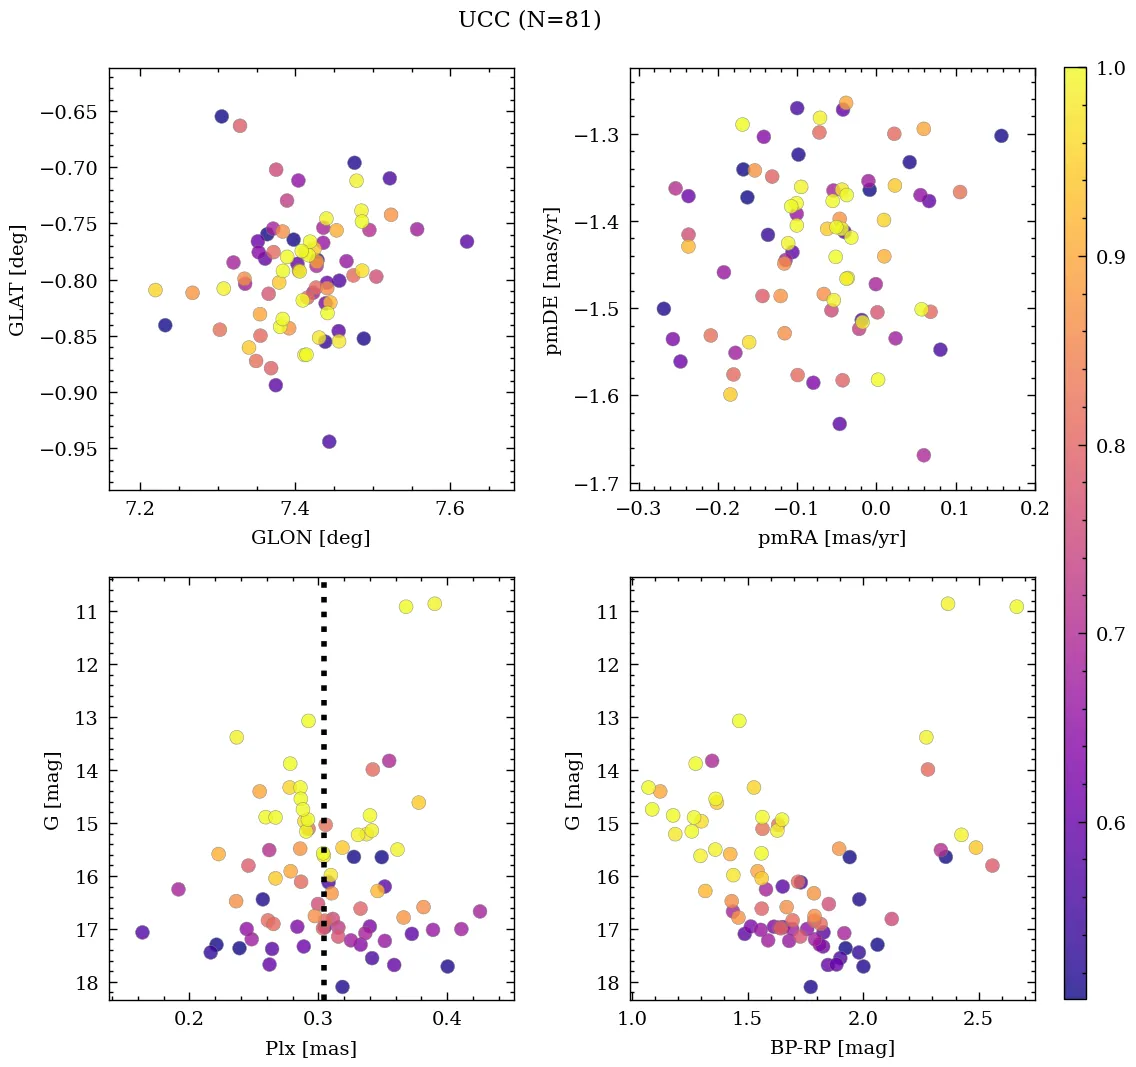 UCC (N=81)
−0.65
−0.70
−0.75
−0.80
−0.85
−0.90
−0.95
GLAT [deg]
7.2 7.4 7.6
GLON [deg]
−1.3
−1.4
−1.5
−1.6
−1.7
pmDE [mas/yr]
−0.3 −0.2 −0.1 0.0 0.1 0.2
pmRA [mas/yr]
11
12
13
14
15
16
17
18
G [mag]
0.2 0.3 0.4
Plx [mas]
11
12
13
14
15
16
17
18
G [mag]
1.0 1.5 2.0 2.5
BP-RP [mag]
1.0
0.9
0.8
0.7
0.6